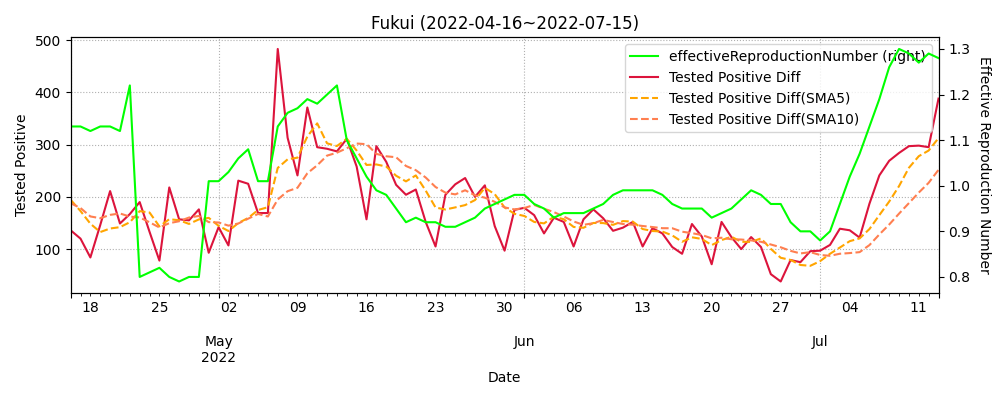 Fukui (2022-04-16~2022-07-15)
effectiveReproductionNumber (right)
Tested Positive Diff
Tested Positive Diff(SMA5)
Tested Positive Diff(SMA10)
Tested Positive
500
400
300
200
100
1.3
1.2
1.1
1.0
0.9
0.8
Effective Reproduction Number
18 25 02 09 16 23 30 06 13 20 27 04 11
May Jun Jul
2022
Date